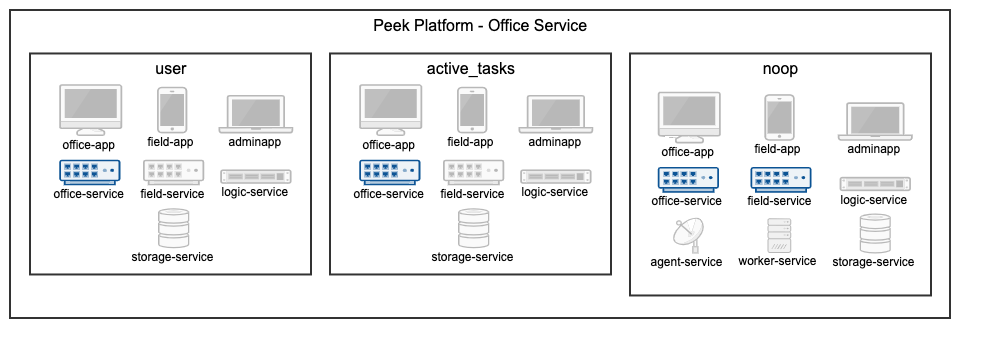 Peek Platform - Office Service
user
office-app
field-app
adminapp
office-service
field-service
logic-service
storage-service
active_tasks
office-app
field-app
adminapp
office-service
field-service
logic-service
storage-service
noop
office-app
field-app
adminapp
office-service
field-service
logic-service
agent-service
worker-service
storage-service